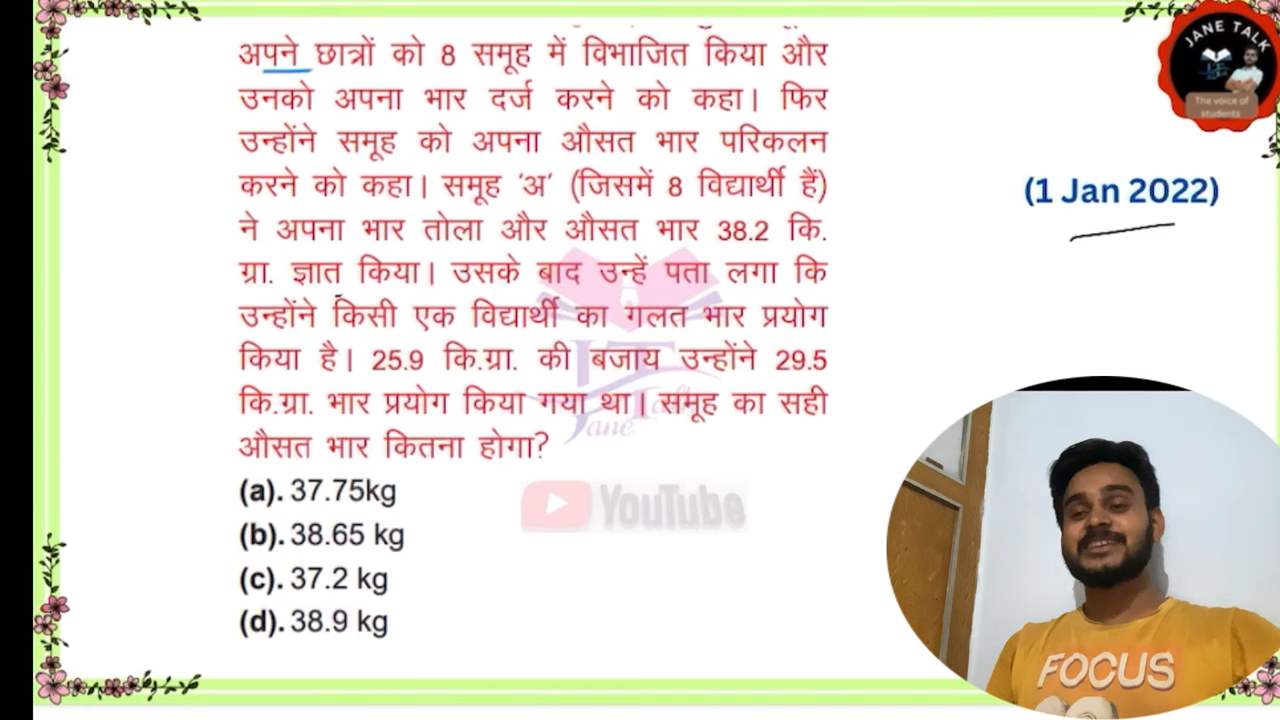 अपने छात्रों को 8 समूह में विभाजित किया और
उनको अपना भार दर्ज करने को कहा। फिर
उन्होंने समूह को अपना औसत भार परिकलन
करने को कहा। समूह ‘अ’ (जिसमें 8 विद्यार्थी हैं)
ने अपना भार तोला और औसत भार 38.2 कि.
ग्रा. ज्ञात किया। उसके बाद उन्हें पता लगा कि
उन्होंने किसी एक विद्यार्थी का गलत भार प्रयोग
किया है। 25.9 कि.ग्रा. की बजाय उन्होंने 29.5
कि.ग्रा. भार प्रयोग किया गया था। समूह का सही
औसत भार कितना होगा?
(a). 37.75kg
(b). 38.65 kg
(c). 37.2 kg
(d). 38.9 kg
(1 Jan 2022)
JANE TALK
The voice of
students
Jane Talk
YouTube
FOCUS